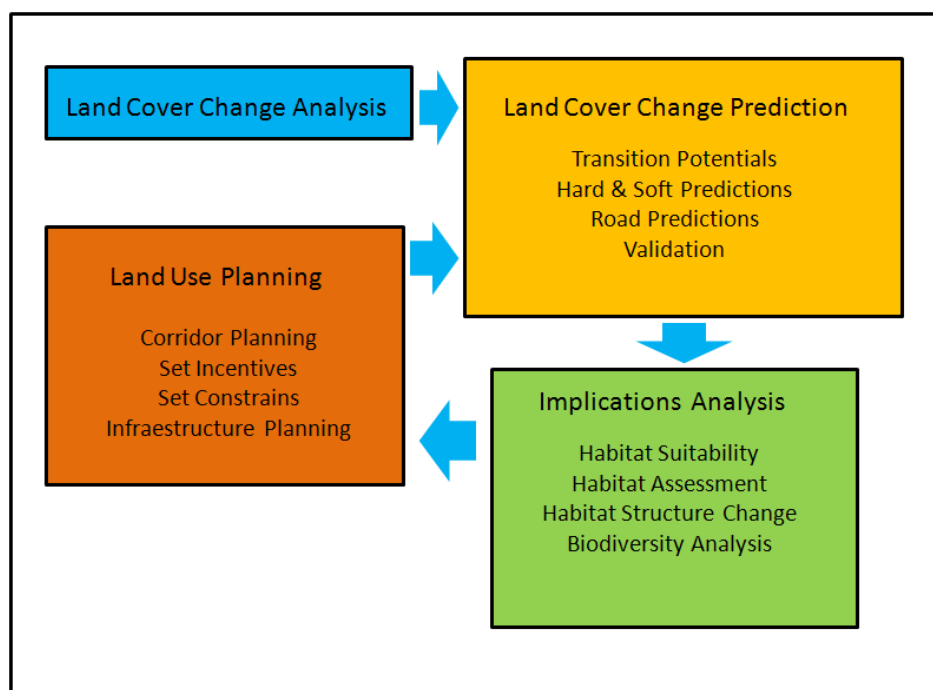 Land Cover Change Analysis
Land Cover Change Prediction
Transition Potentials
Hard & Soft Predictions
Road Predictions
Validation
Land Use Planning
Corridor Planning
Set Incentives
Set Constrains
Infraestructure Planning
Implications Analysis
Habitat Suitability
Habitat Assessment
Habitat Structure Change
Biodiversity Analysis